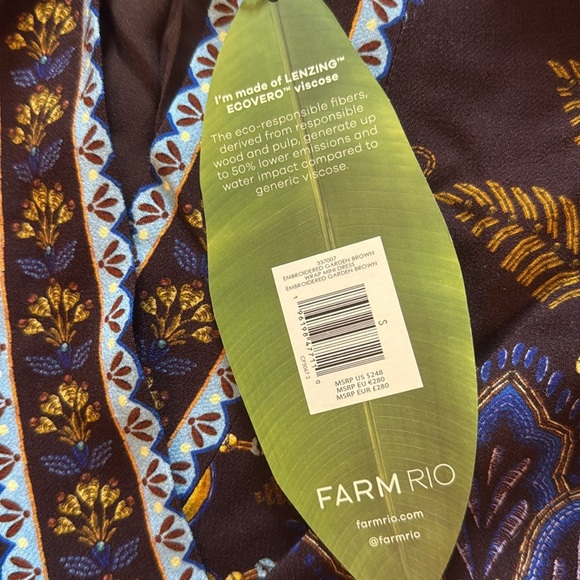 I'm made of LENZING™
ECOVERO™ viscose
The eco-responsible fibers,
derived from responsible
wood and pulp, generate up
to 50% lower emissions and
water impact compared to
generic viscose.
337007
EMBROIDERED GARDEN BROWN
WRAP MINI DRESS
EMBROIDERED GARDEN BROWN
S
MSRP US $248
MSRP EU €280
MSRP EUR £280
FARM RIO
farmrio.com
@farmrio